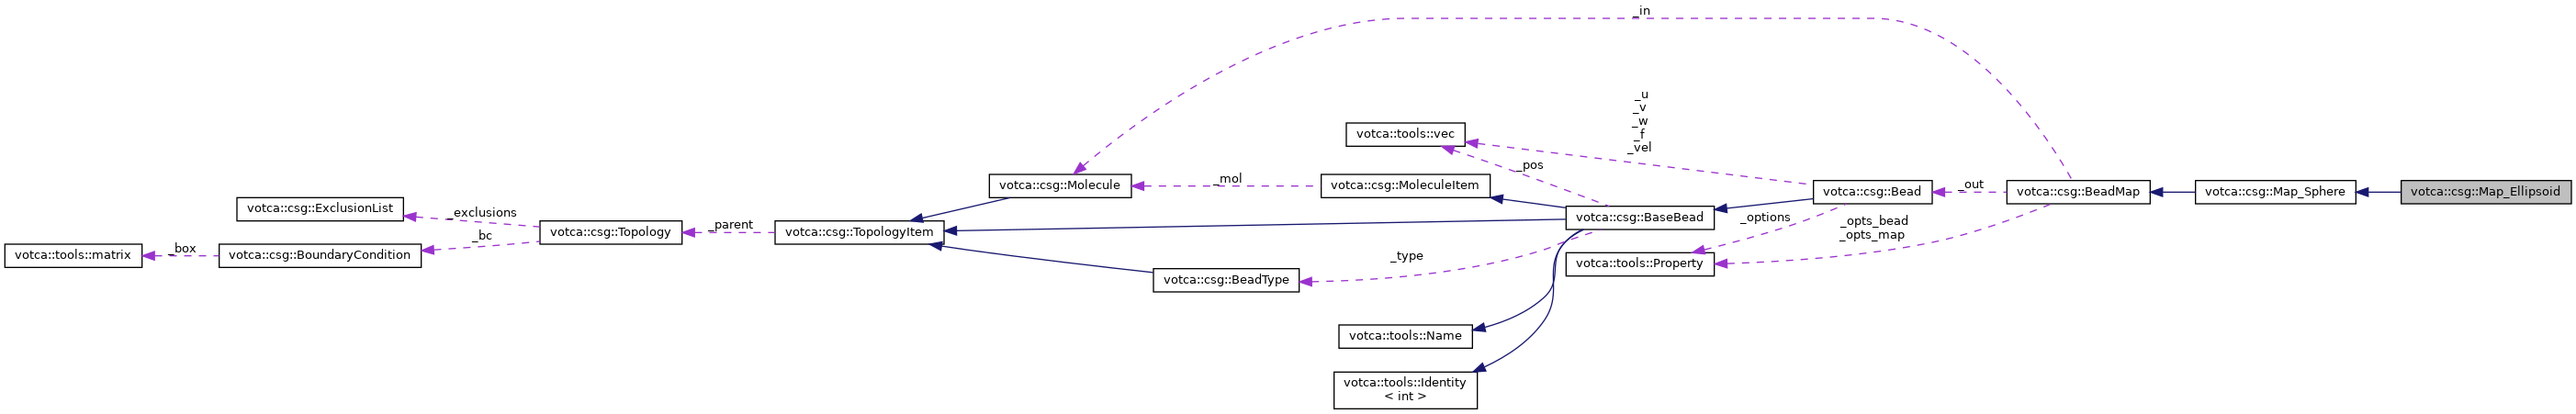 _in
_u
_v
_w
_f
_vel
votca::tools::vec
_pos
votca::csg::Molecule
_mol
votca::csg::MoleculeItem
votca::csg::Bead
_out
votca::csg::BeadMap
votca::csg::Map_Sphere
votca::csg::Map_Ellipsoid
votca::csg::ExclusionList
_exclusions
votca::csg::BaseBead
_options
_opts_bead
_opts_map
votca::csg::Topology
_parent
votca::csg::TopologyItem
_bc
votca::tools::matrix
_box
votca::csg::BoundaryCondition
_type
votca::tools::Property
votca::csg::BeadType
votca::tools::Name
votca::tools::Identity
< int >